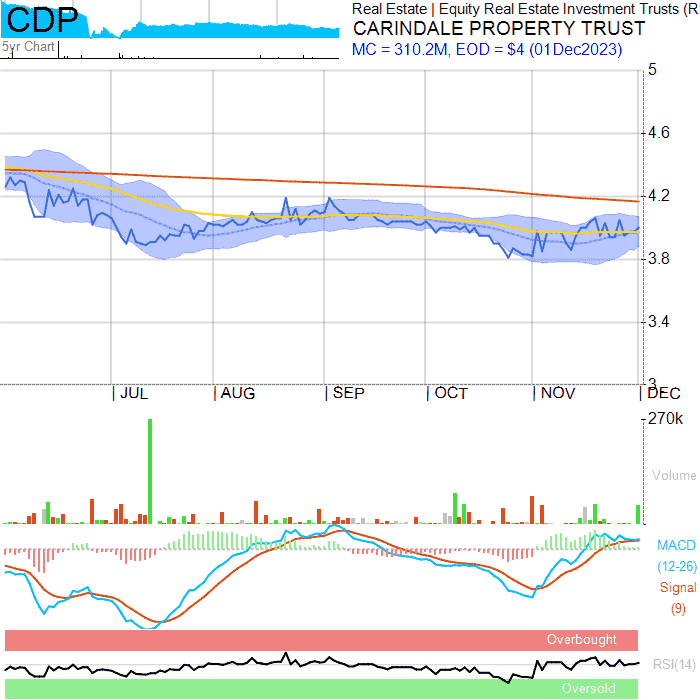 CDP
5yr Chart
Real Estate | Equity Real Estate Investment Trusts (R
CARINDALE PROPERTY TRUST
MC = 310.2M, EOD = $4 (01Dec2023)
5
4.6
4.2
3.8
3.4
3
JUL AUG SEP OCT NOV DEC
270k
Volume
MACD
(12-26)
Signal
(9)
Overbought
RSI(14)
Oversold